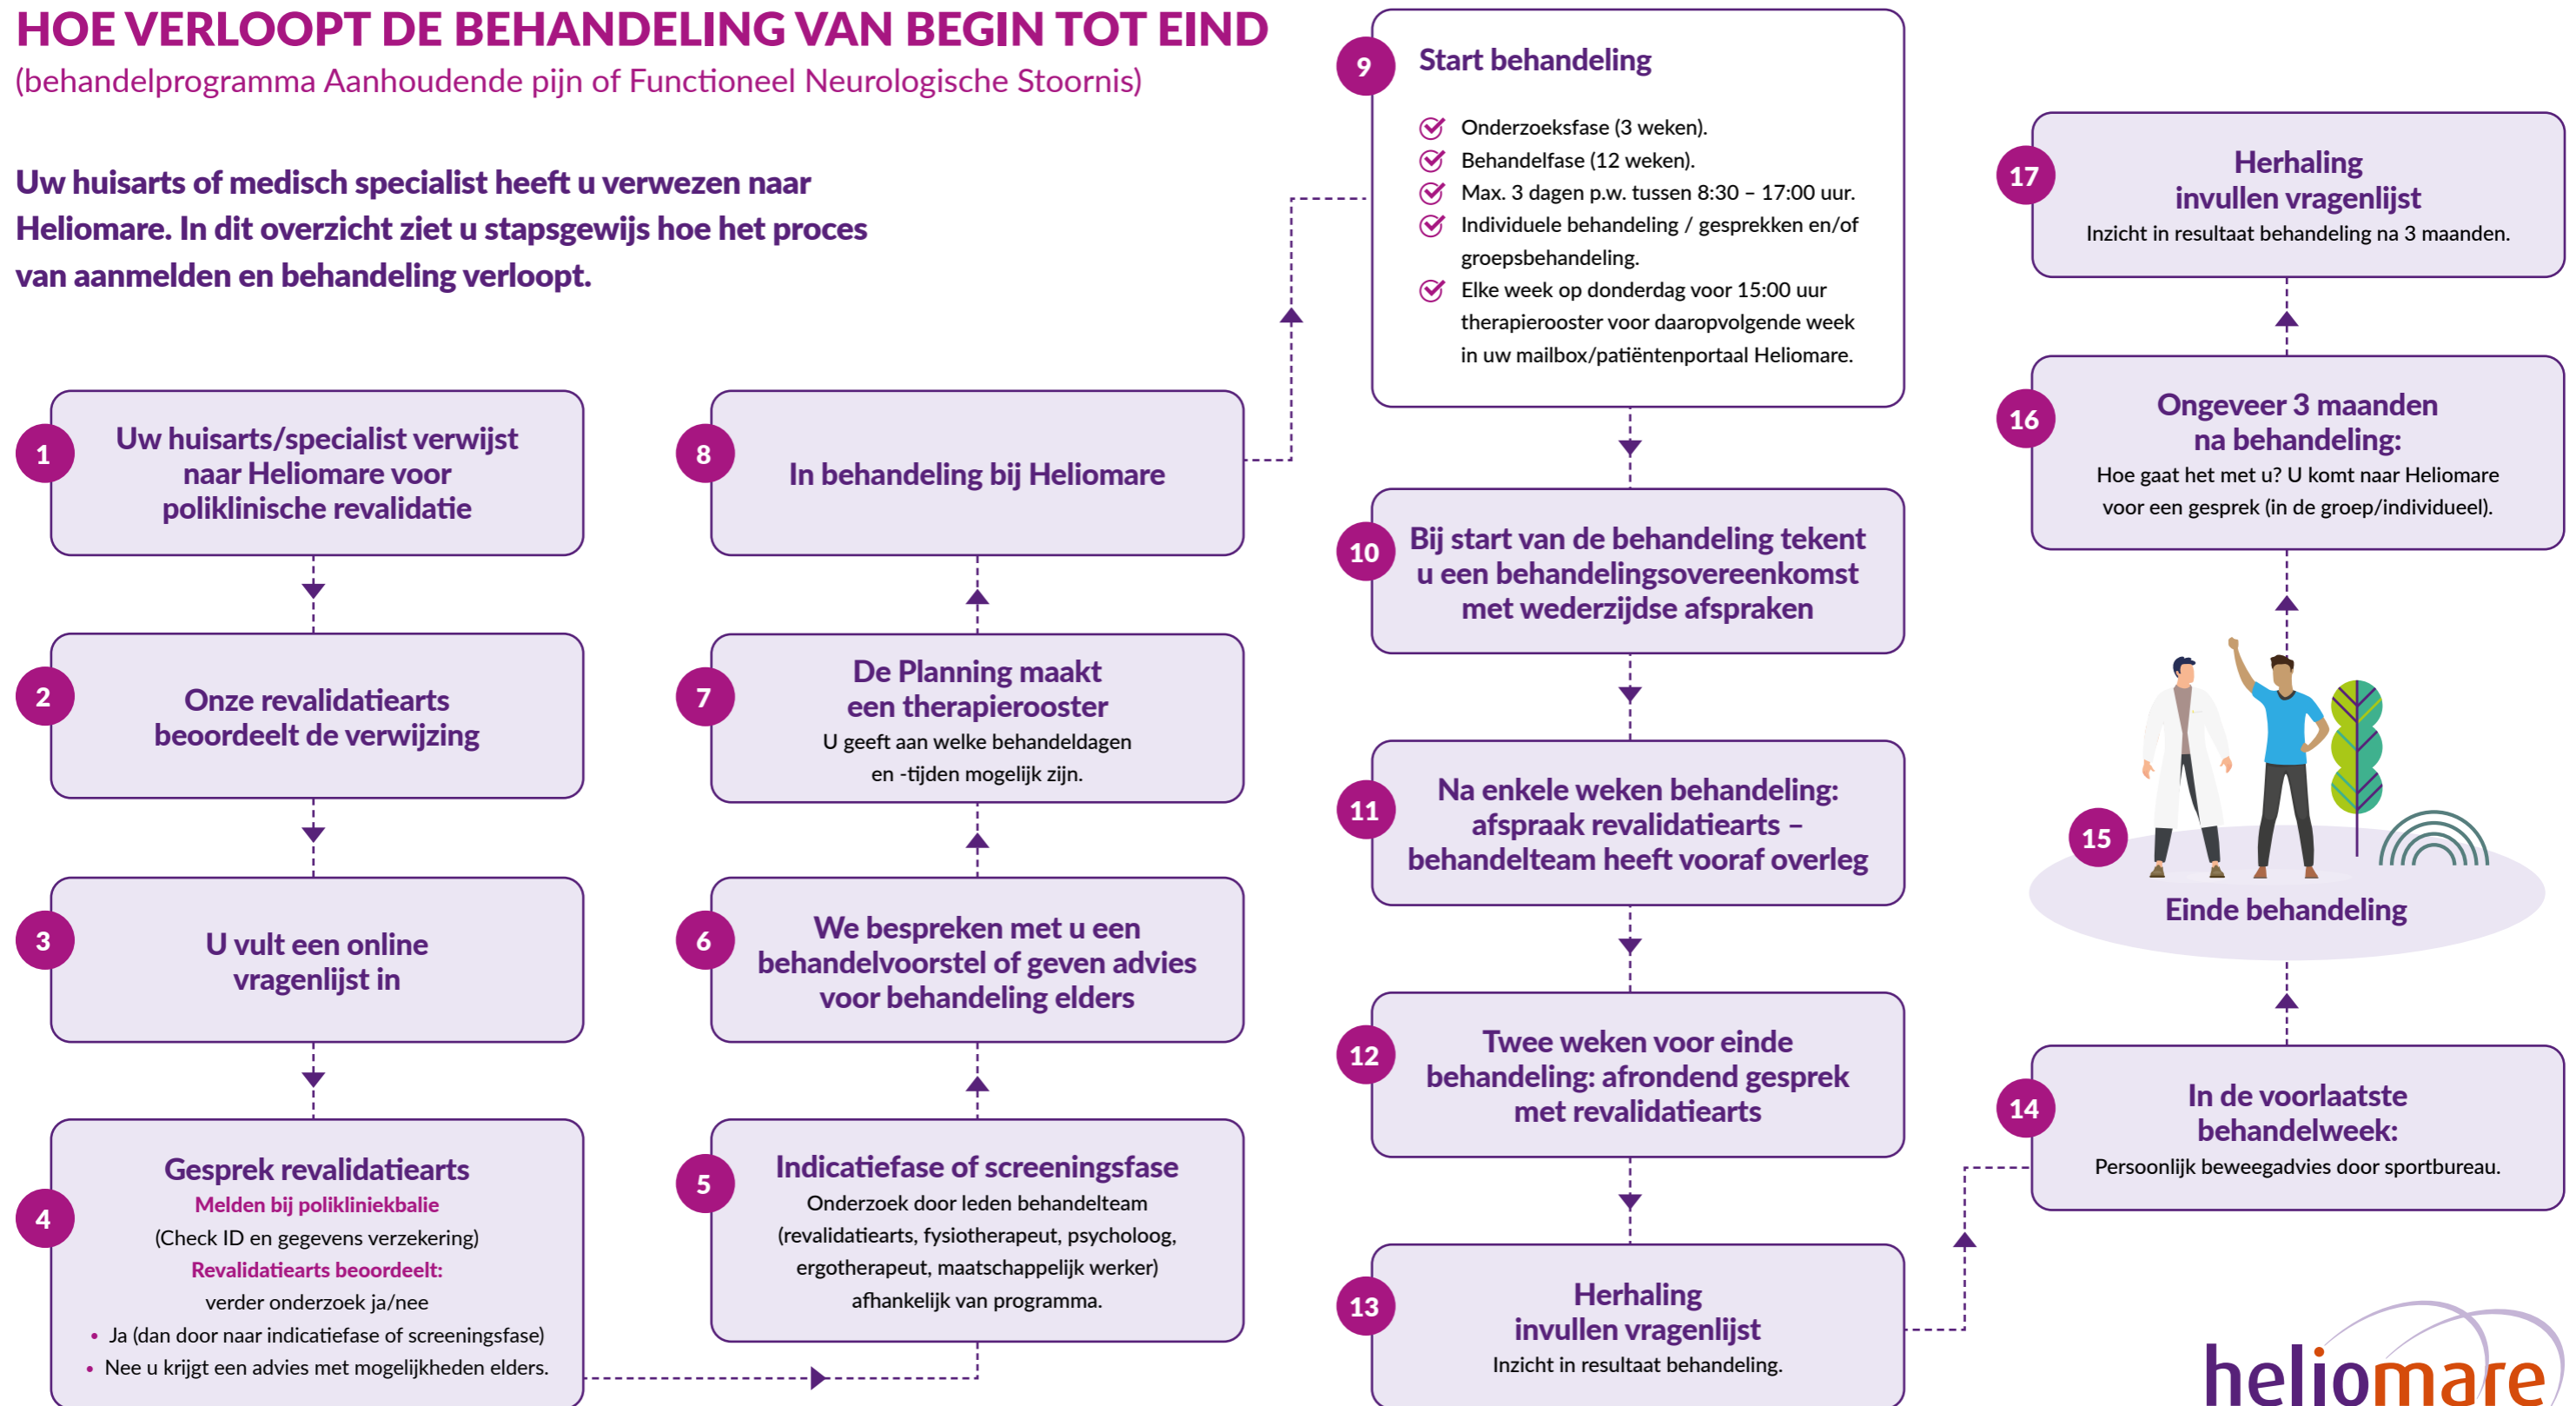 HOE VERLOOPT DE BEHANDELING VAN BEGIN TOT EIND
(behandelprogramma Aanhoudende pijn of Functioneel Neurologische Stoornis)
Uw huisarts of medisch specialist heeft u verwezen naar
Heliomare. In dit overzicht ziet u stapsgewijs hoe het proces
van aanmelden en behandeling verloopt.
1
Uw huisarts/specialist verwijst
naar Heliomare voor
poliklinische revalidatie
2
Onze revalidatiearts
beoordeelt de verwijzing
3
U vult een online
vragenlijst in
4
Gesprek revalidatiearts
Melden bij polikliniekbalie
(Check ID en gegevens verzekering)
Revalidatiearts beoordeelt:
verder onderzoek ja/nee
• Ja (dan door naar indicatiefase of screeningsfase)
• Nee u krijgt een advies met mogelijkheden elders.
5
Indicatiefase of screeningsfase
Onderzoek door leden behandelteam
(revalidatiearts, fysiotherapeut, psycholoog,
ergotherapeut, maatschappelijk werker)
afhankelijk van programma.
6
We bespreken met u een
behandelvoorstel of geven advies
voor behandeling elders
7
De Planning maakt
een therapierooster
U geeft aan welke behandeldagen
en -tijden mogelijk zijn.
8
In behandeling bij Heliomare
9
Start behandeling
Onderzoeksfase (3 weken).
Behandelfase (12 weken).
Max. 3 dagen p.w. tussen 8:30 – 17:00 uur.
Individuele behandeling / gesprekken en/of
groepsbehandeling.
Elke week op donderdag voor 15:00 uur
therapierooster voor daaropvolgende week
in uw mailbox/patiëntenportaal Heliomare.
10
Bij start van de behandeling tekent
u een behandelingsovereenkomst
met wederzijdse afspraken
11
Na enkele weken behandeling:
afspraak revalidatiearts –
behandelteam heeft vooraf overleg
12
Twee weken voor einde
behandeling: afrondend gesprek
met revalidatiearts
13
Herhaling
invullen vragenlijst
Inzicht in resultaat behandeling.
14
In de voorlaatste
behandelweek:
Persoonlijk beweegadvies door sportbureau.
15
Einde behandeling
16
Ongeveer 3 maanden
na behandeling:
Hoe gaat het met u? U komt naar Heliomare
voor een gesprek (in de groep/individueel).
17
Herhaling
invullen vragenlijst
Inzicht in resultaat behandeling na 3 maanden.
heliomare